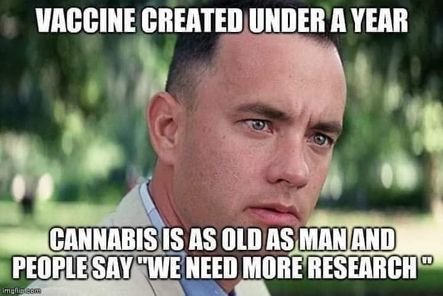 VACCINE CREATED UNDER A YEAR
CANNABIS IS AS OLD AS MAN AND
PEOPLE SAY "WE NEED MORE RESEARCH "
imgflip.com